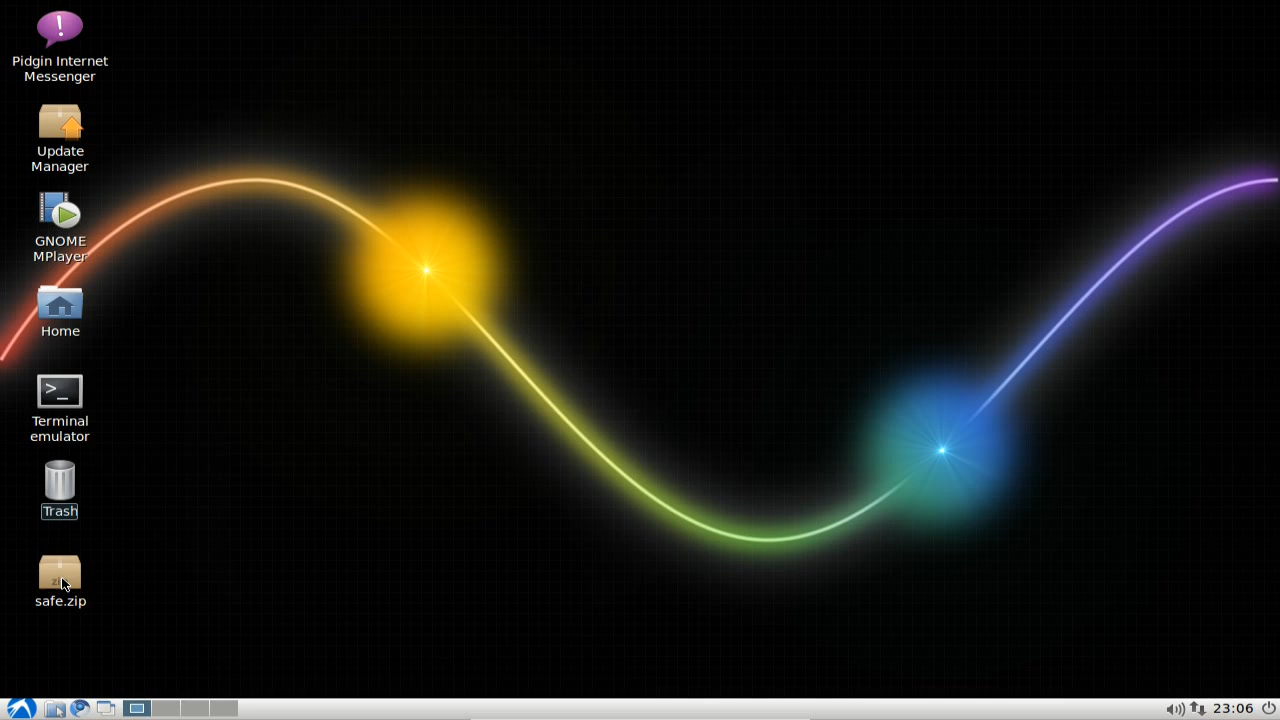 Pidgin Internet
Messenger
Update
Manager
GNOME
MPlayer
Home
>_
Terminal
emulator
Trash
safe.zip
23:06